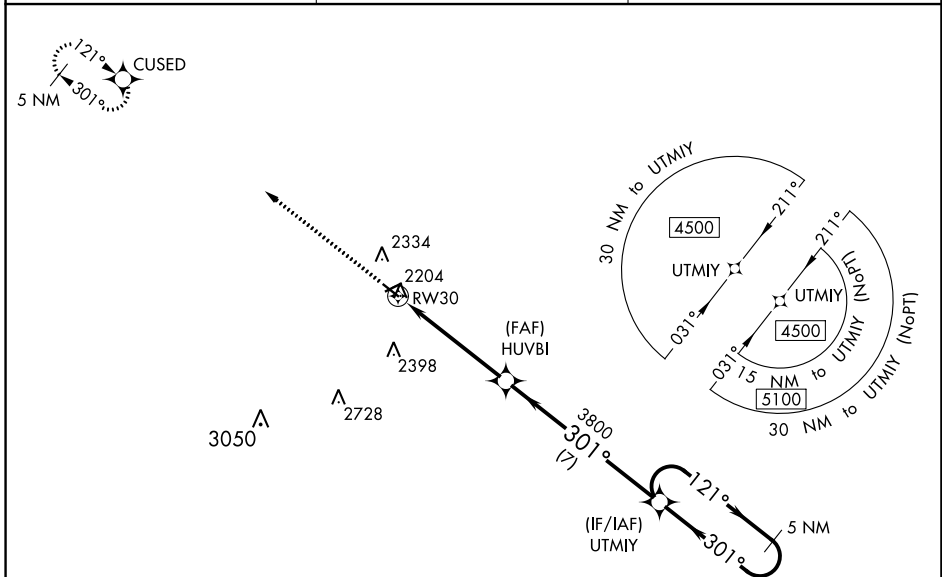 121°
CUSED
301°
5 NM
30 NM to UTMIY
211°
4500
UTMIY
031°
211°
UTMIY
4500
031°
15 NM to UTMIY (NoPT)
5100
30 NM to UTMIY (NoPT)
2334
2204
RW30
(FAF)
HUVBI
2398
2728
3050
3800
301°
(7)
121°
5 NM
(IF/IAF)
UTMIY
301°